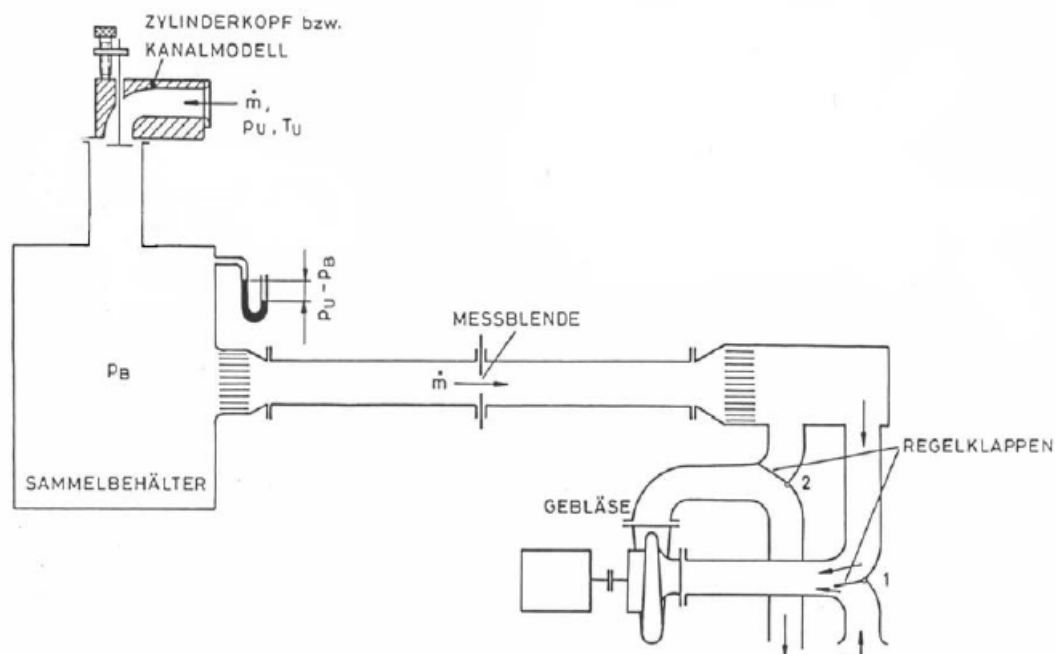 ZYLINDERKOPF bzw.
KANALMODELL
ṁ,
pU, TU
pU - pB
MESSBLENDE
pB
ṁ
REGELKLAPPEN
SAMMELBEHÄLTER
2
GEBLÄSE
1